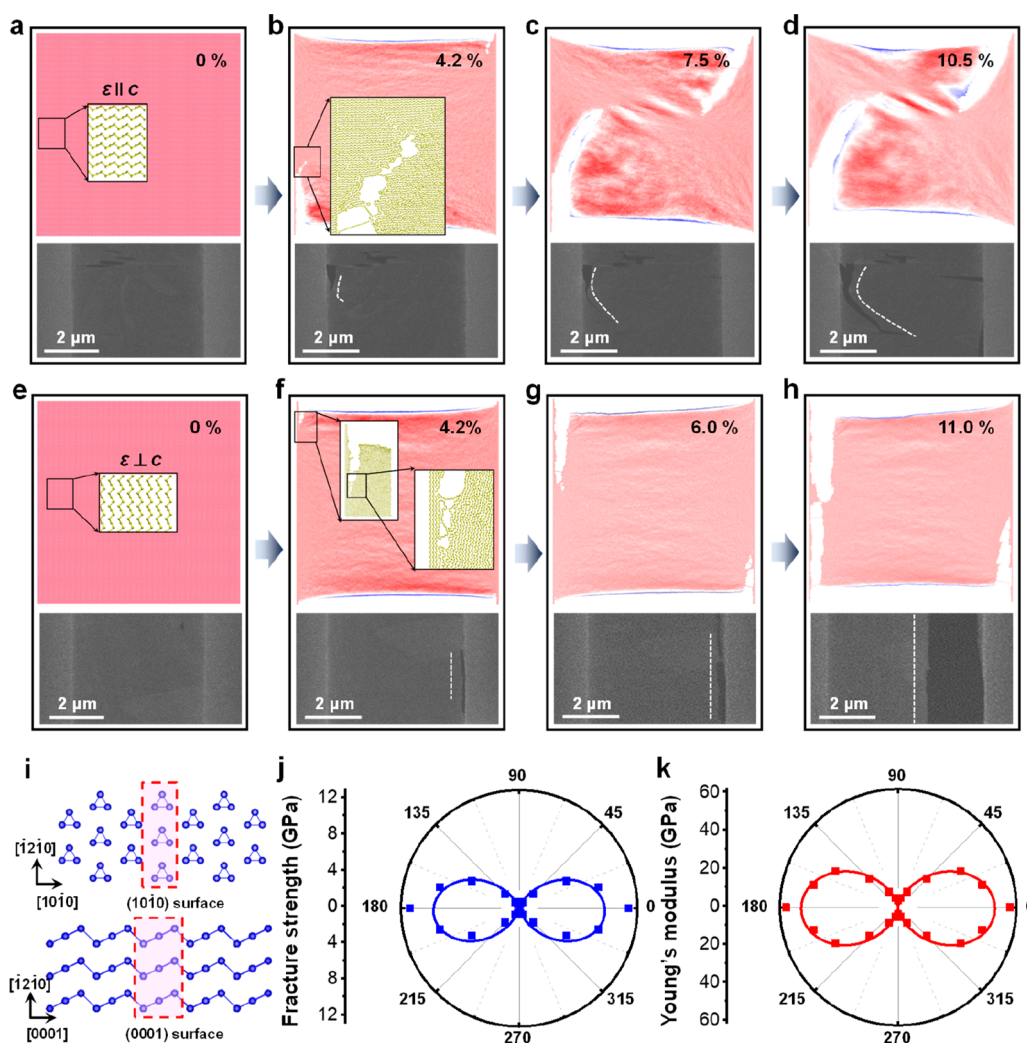 a
0 %
ε || c
2 μm
b
4.2 %
2 μm
c
7.5 %
2 μm
d
10.5 %
2 μm
e
0 %
ε ⊥ c
2 μm
f
4.2%
2 μm
g
6.0 %
2 μm
h
11.0 %
2 μm
i
[1̄21̄0]
[101̄0]
(101̄0) surface
[1̄21̄0]
[0001]
(0001) surface
j
Fracture strength (GPa)
12
8
4
0
4
8
12
90
135
45
180
0
215
315
270
k
Young's modulus (GPa)
60
40
20
0
20
40
60
90
135
45
180
0
215
315
270